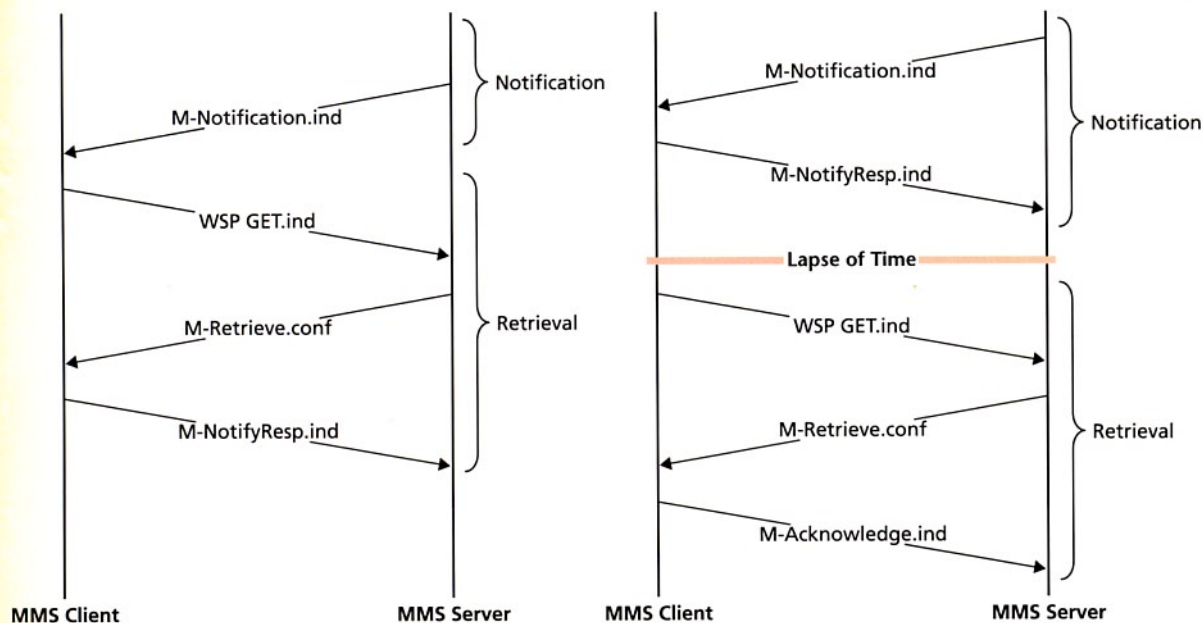 Notification
M-Notification.ind
WSP GET.ind
M-Retrieve.conf
Retrieval
M-NotifyResp.ind
MMS Client
MMS Server
M-Notification.ind
Notification
M-NotifyResp.ind
Lapse of Time
WSP GET.ind
M-Retrieve.conf
Retrieval
M-Acknowledge.ind
MMS Client
MMS Server